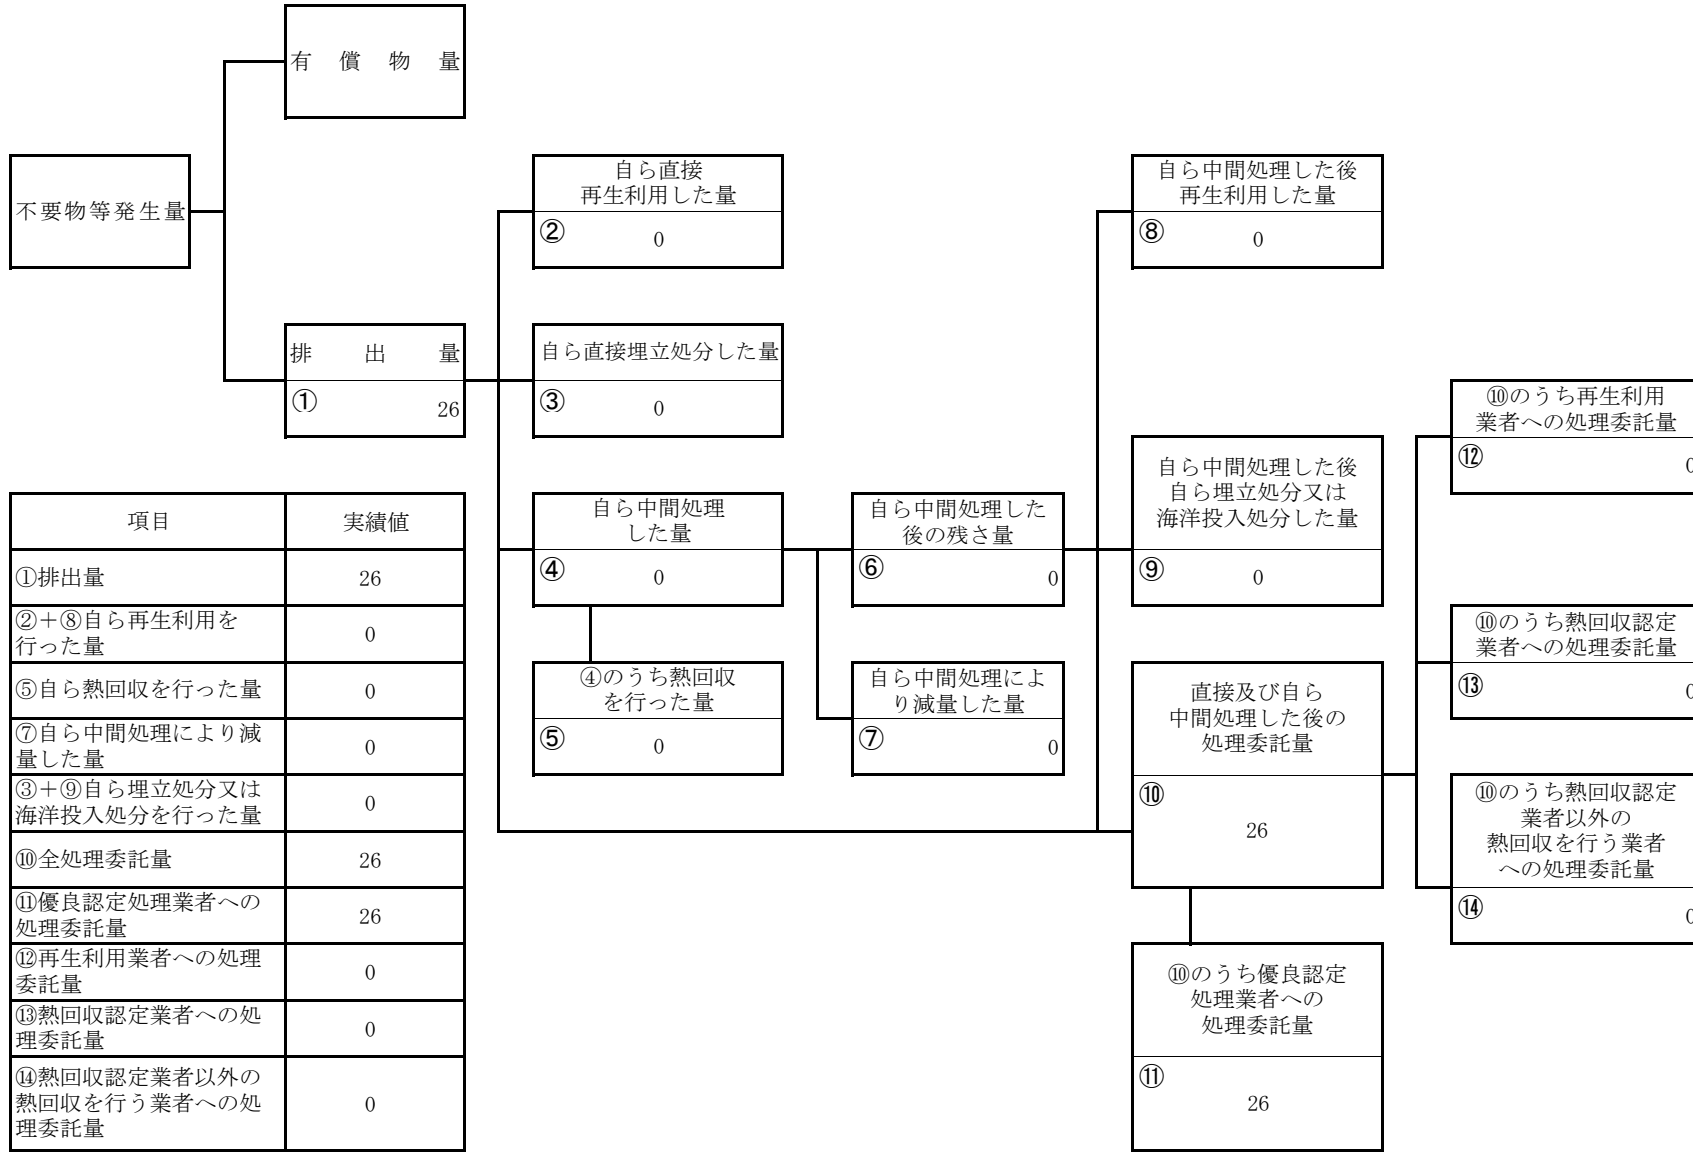 有償物量
不要物等発生量
排出量
① 26
自ら直接
再生利用した量
② 0
自ら直接埋立処分した量
③ 0
自ら中間処理
した量
④ 0
④のうち熱回収
を行った量
⑤ 0
自ら中間処理した
後の残さ量
⑥ 0
自ら中間処理によ
り減量した量
⑦ 0
自ら中間処理した後
再生利用した量
⑧ 0
自ら中間処理した後
自ら埋立処分又は
海洋投入処分した量
⑨ 0
直接及び自ら
中間処理した後の
処理委託量
⑩
26
⑩のうち優良認定
処理業者への
処理委託量
⑪
26
⑩のうち再生利用
業者への処理委託量
⑫ 0
⑩のうち熱回収認定
業者への処理委託量
⑬ 0
⑩のうち熱回収認定
業者以外の
熱回収を行う業者
への処理委託量
⑭ 0
項目 実績値
①排出量 26
②+⑧自ら再生利用を
行った量 0
⑤自ら熱回収を行った量 0
⑦自ら中間処理により減
量した量 0
③+⑨自ら埋立処分又は
海洋投入処分を行った量 0
⑩全処理委託量 26
⑪優良認定処理業者への
処理委託量 26
⑫再生利用業者への処理
委託量 0
⑬熱回収認定業者への処
理委託量 0
⑭熱回収認定業者以外の
熱回収を行う業者への処
理委託量 0